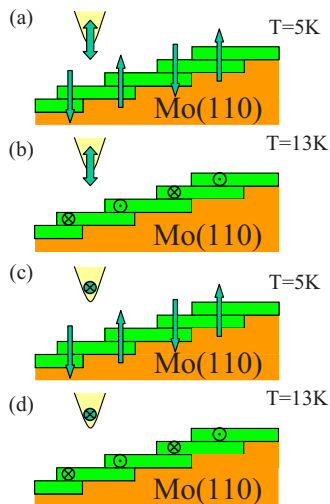 (a)
T=5K
Mo(110)
(b)
T=13K
Mo(110)
(c)
T=5K
Mo(110)
(d)
T=13K
Mo(110)